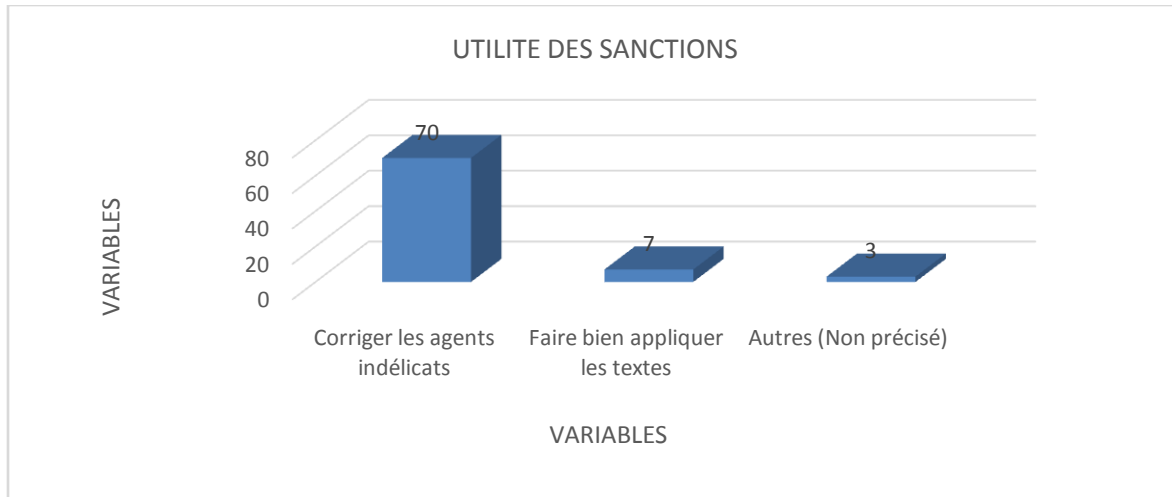 UTILITE DES SANCTIONS
VARIABLES
80
60
40
20
0
70
7
3
Corriger les agents
indélicats
Faire bien appliquer
les textes
Autres (Non précisé)
VARIABLES